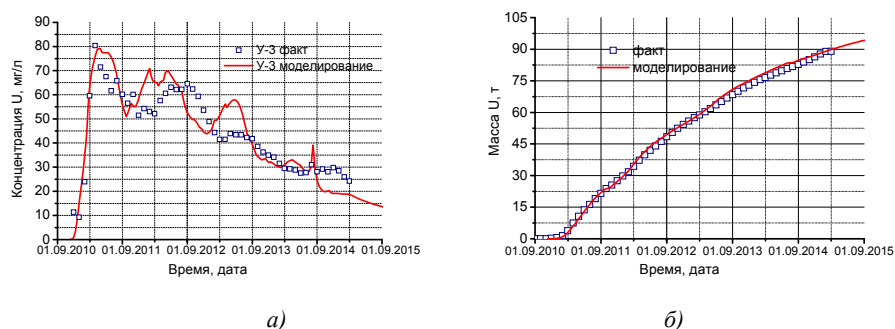 Концентрация U, мг/л
90
80
70
60
50
40
30
20
10
0
У-3 факт
У-3 моделирование
01.09.2010 01.09.2011 01.09.2012 01.09.2013 01.09.2014 01.09.2015
Время, дата
а)
Масса U, т
105
90
75
60
45
30
15
0
факт
моделирование
01.09.2010 01.09.2011 01.09.2012 01.09.2013 01.09.2014 01.09.2015
Время, дата
б)